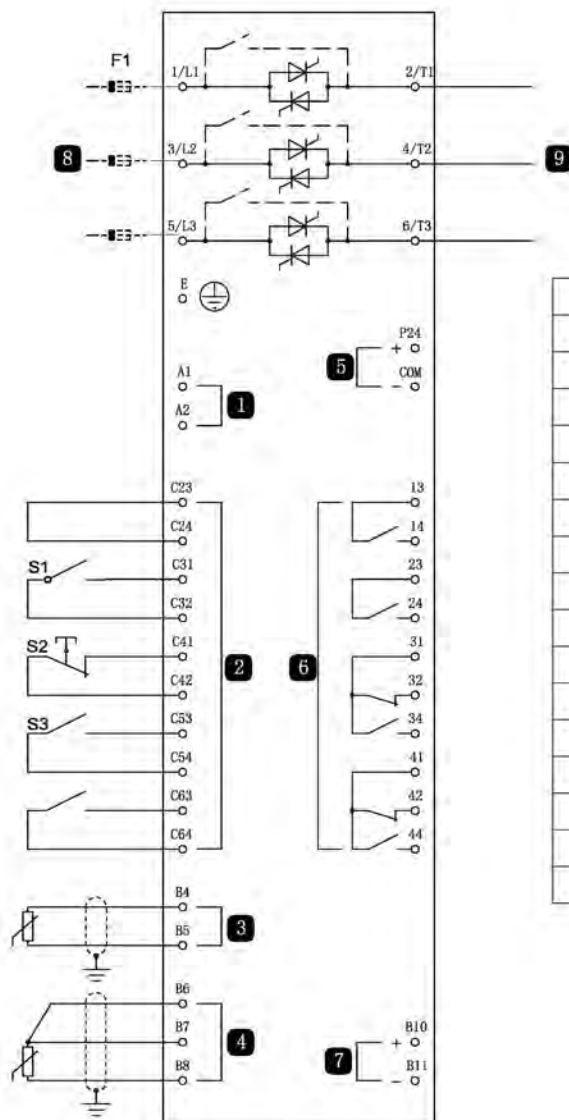 F1
1/L1 2/T1
8 3/L2 4/T2 9
5/L3 6/T3
E
P24
+
5 COM
-
A1
1
A2
C23 13
C24 14
S1 C31 23
C32 24
S2 C41 31
2 6
C42 32
S3 C53 34
C54 41
C63 42
C64 44
B4
3
B5
B6
B7 B10
4 7 +
B8 - B11